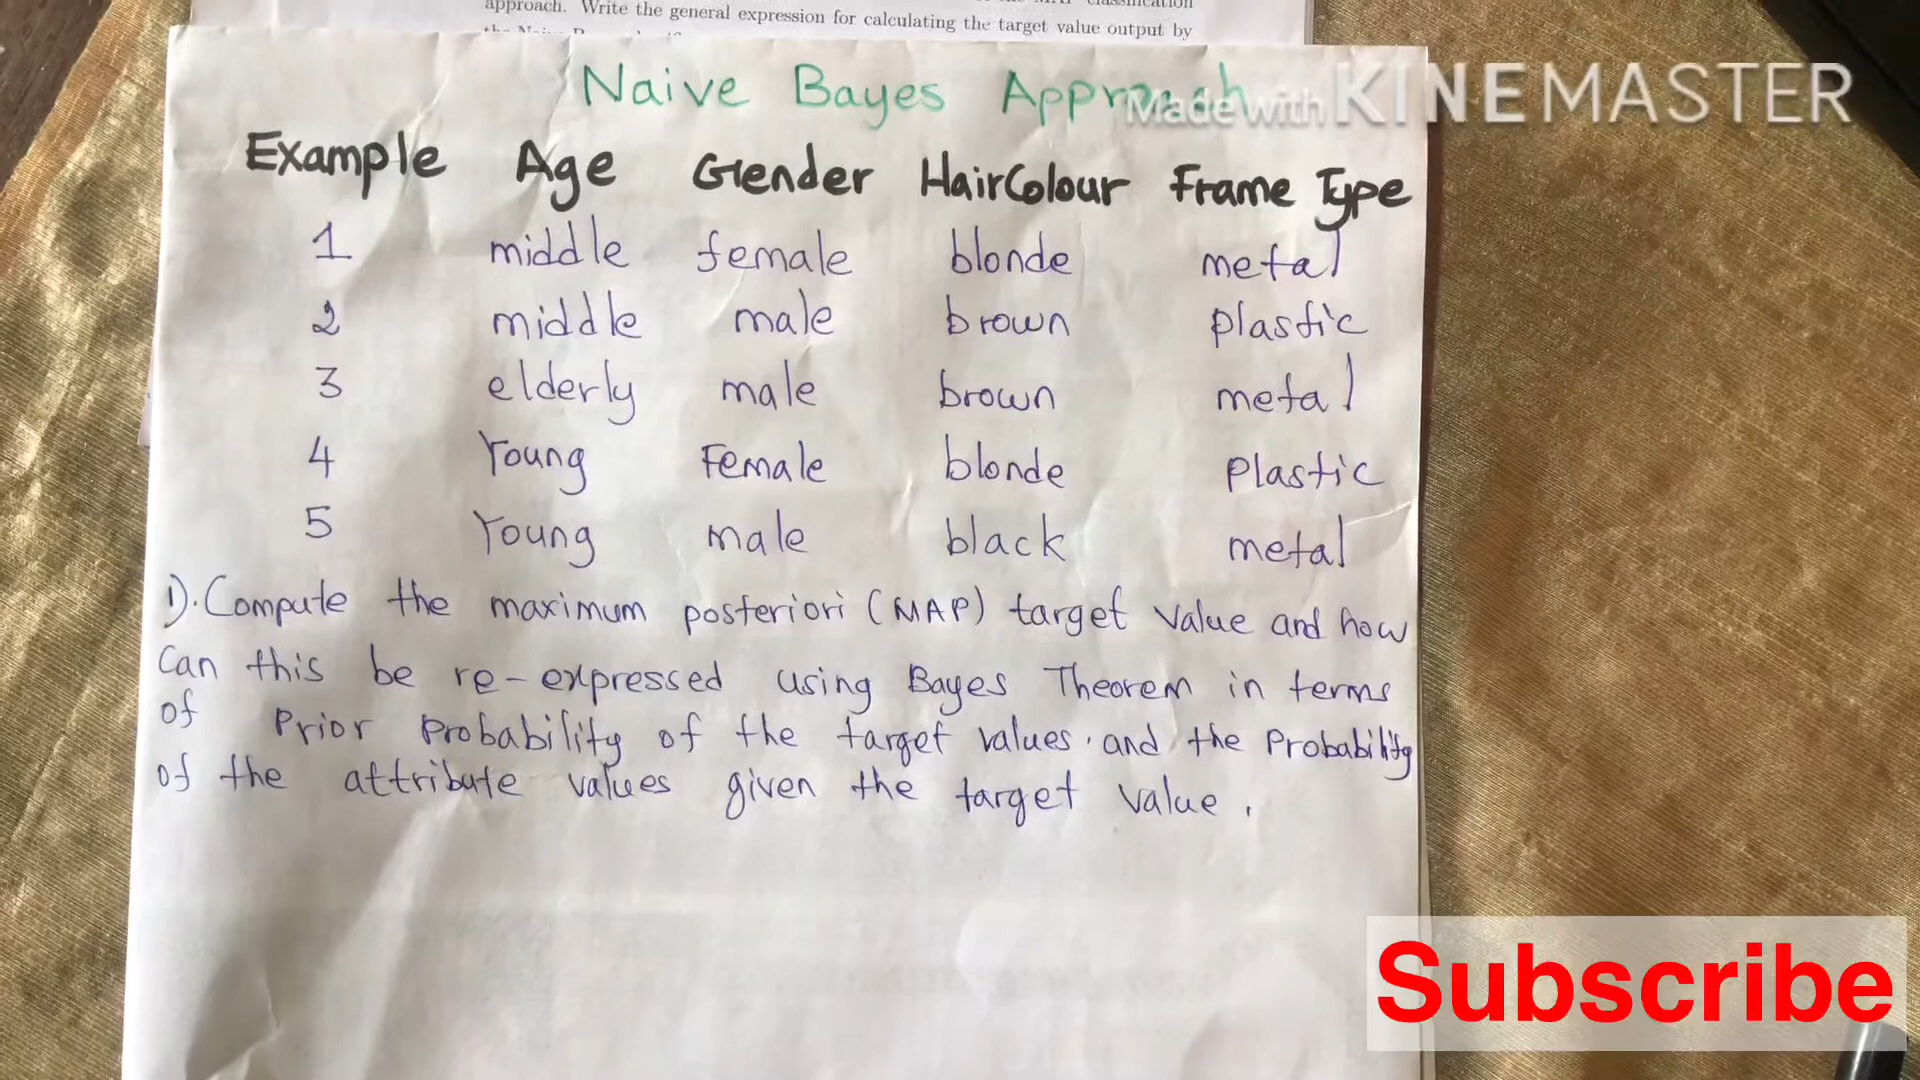 approach. Write the general expression for calculating the target value output by
Naive Bayes Approach
Made with KINEMASTER
Example Age Gender HairColour Frame Type
1 middle female blonde metal
2 middle male brown plastic
3 elderly male brown metal
4 Young Female blonde Plastic
5 Young male black metal
1). Compute the maximum posteriori (MAP) target value and how
Can this be re-expressed using Bayes Theorem in terms
of Prior Probability of the target values and the Probability
of the attribute values given the target value.
Subscribe